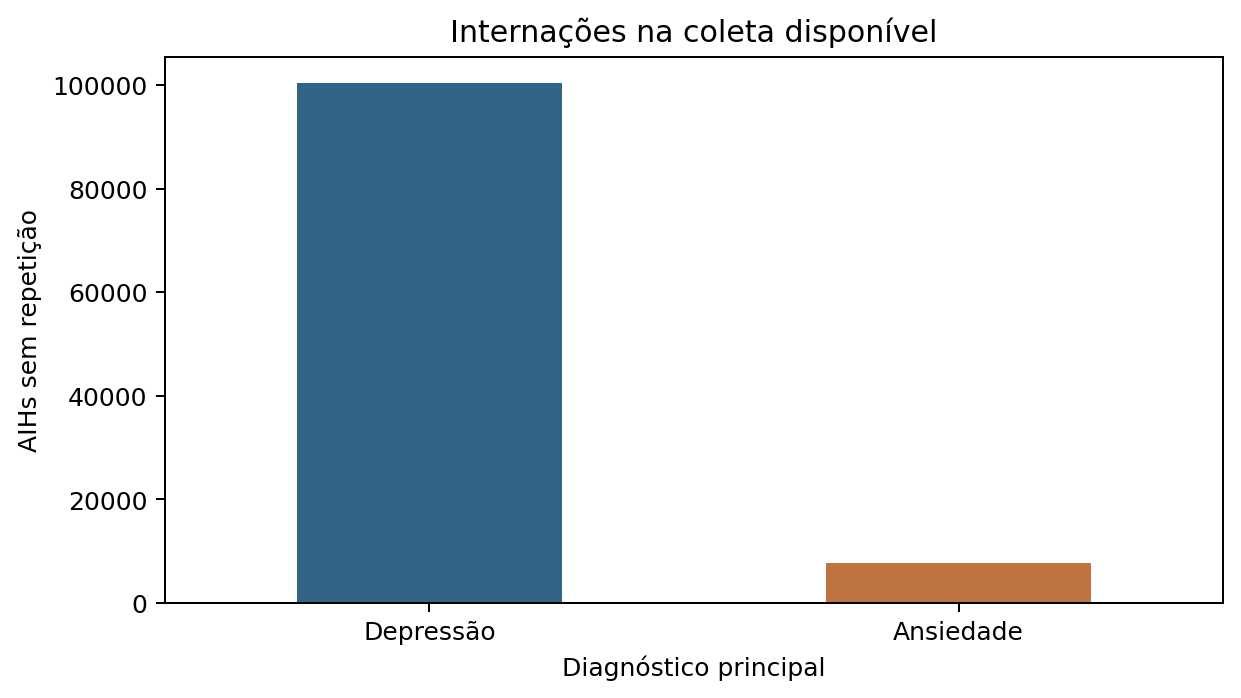 Internações na coleta disponível
AIHs sem repetição
100000
80000
60000
40000
20000
0
Depressão
Ansiedade
Diagnóstico principal